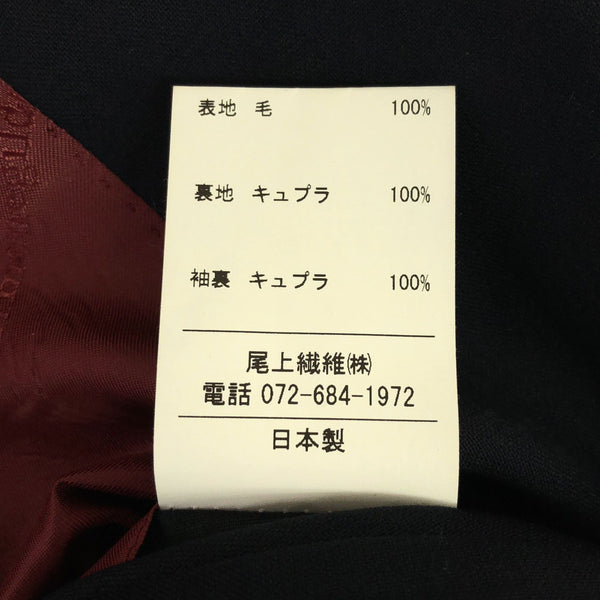 表地 毛 100%
裏地 キュプラ 100%
袖裏 キュプラ 100%
尾上繊維㈱
電話 072-684-1972
日本製